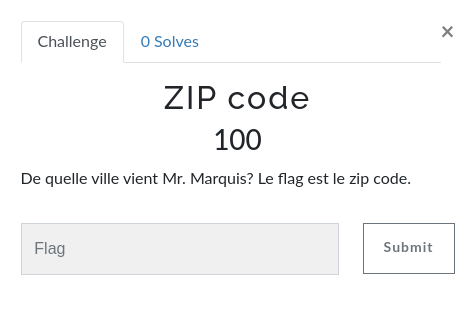 Challenge
0 Solves
×
ZIP code
100
De quelle ville vient Mr. Marquis? Le flag est le zip code.
Flag
Submit